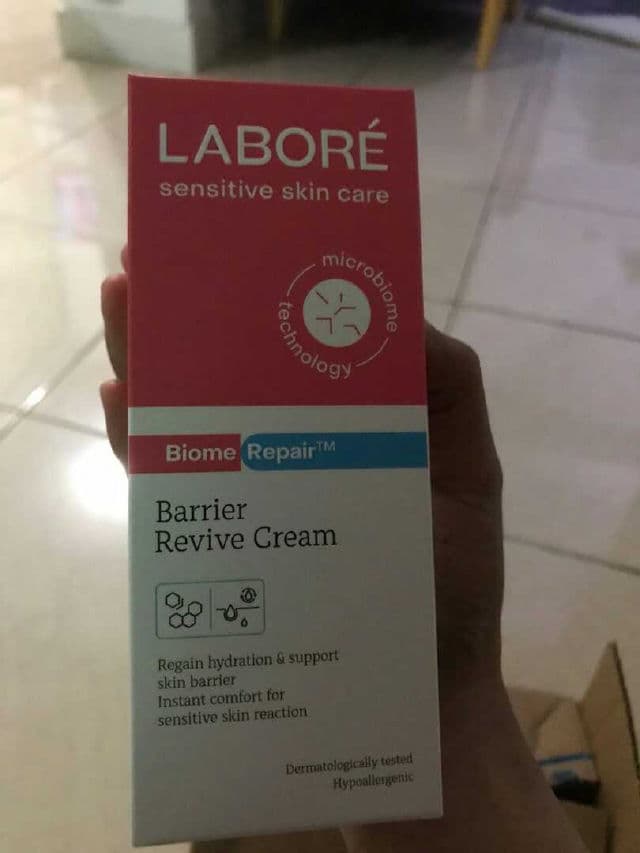 LABORÉ
sensitive skin care
microbiome
technology
Biome Repair™
Barrier
Revive Cream
Regain hydration & support
skin barrier
Instant comfort for
sensitive skin reaction
Dermatologically tested
Hypoallergenic